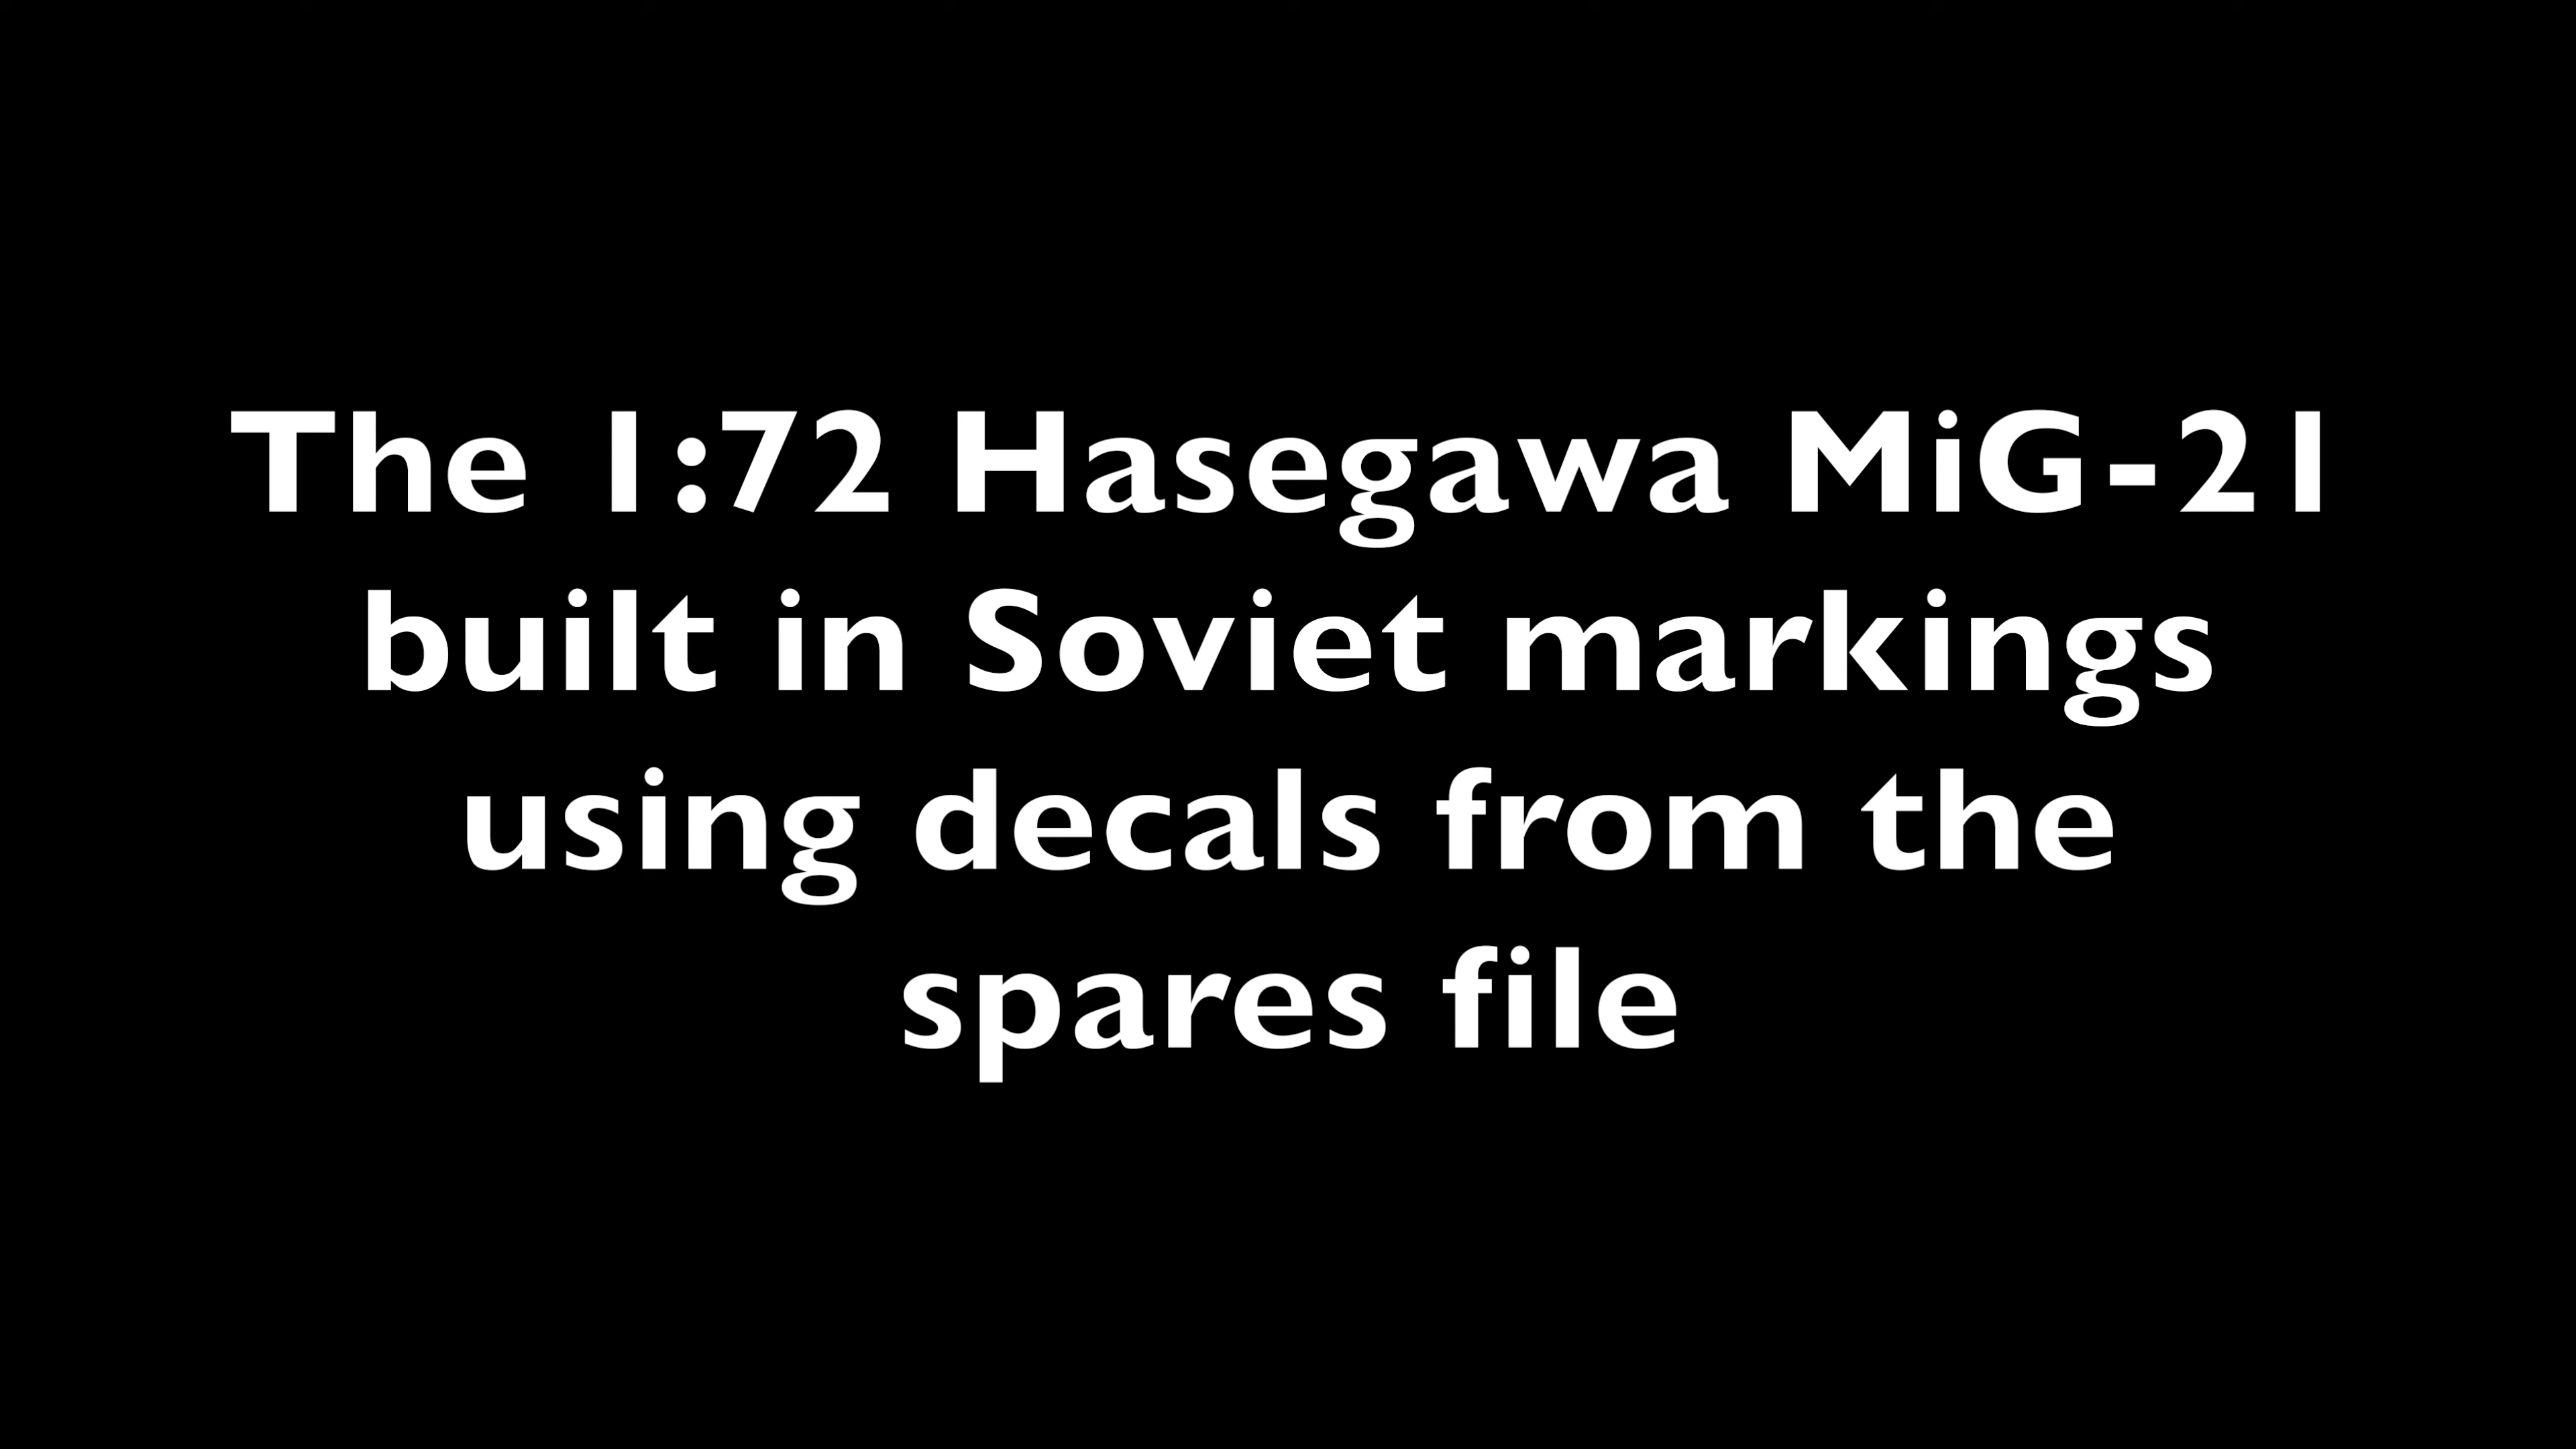 The 1:72 Hasegawa MiG-21
built in Soviet markings
using decals from the
spares file